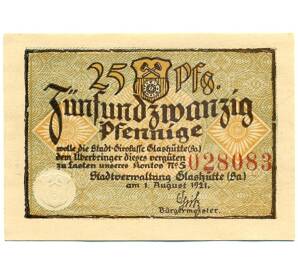 25 Pfg.
Fünfundzwanzig
Pfennige
wolle die Stadt-Girokasse Glashütte (Sa)
dem Überbringer dieses vergüten
zu Lasten unseres Kontos Nº 5 028083
Stadtverwaltung Glashütte (Sa)
am 1. August 1921.
Bürgermeister.